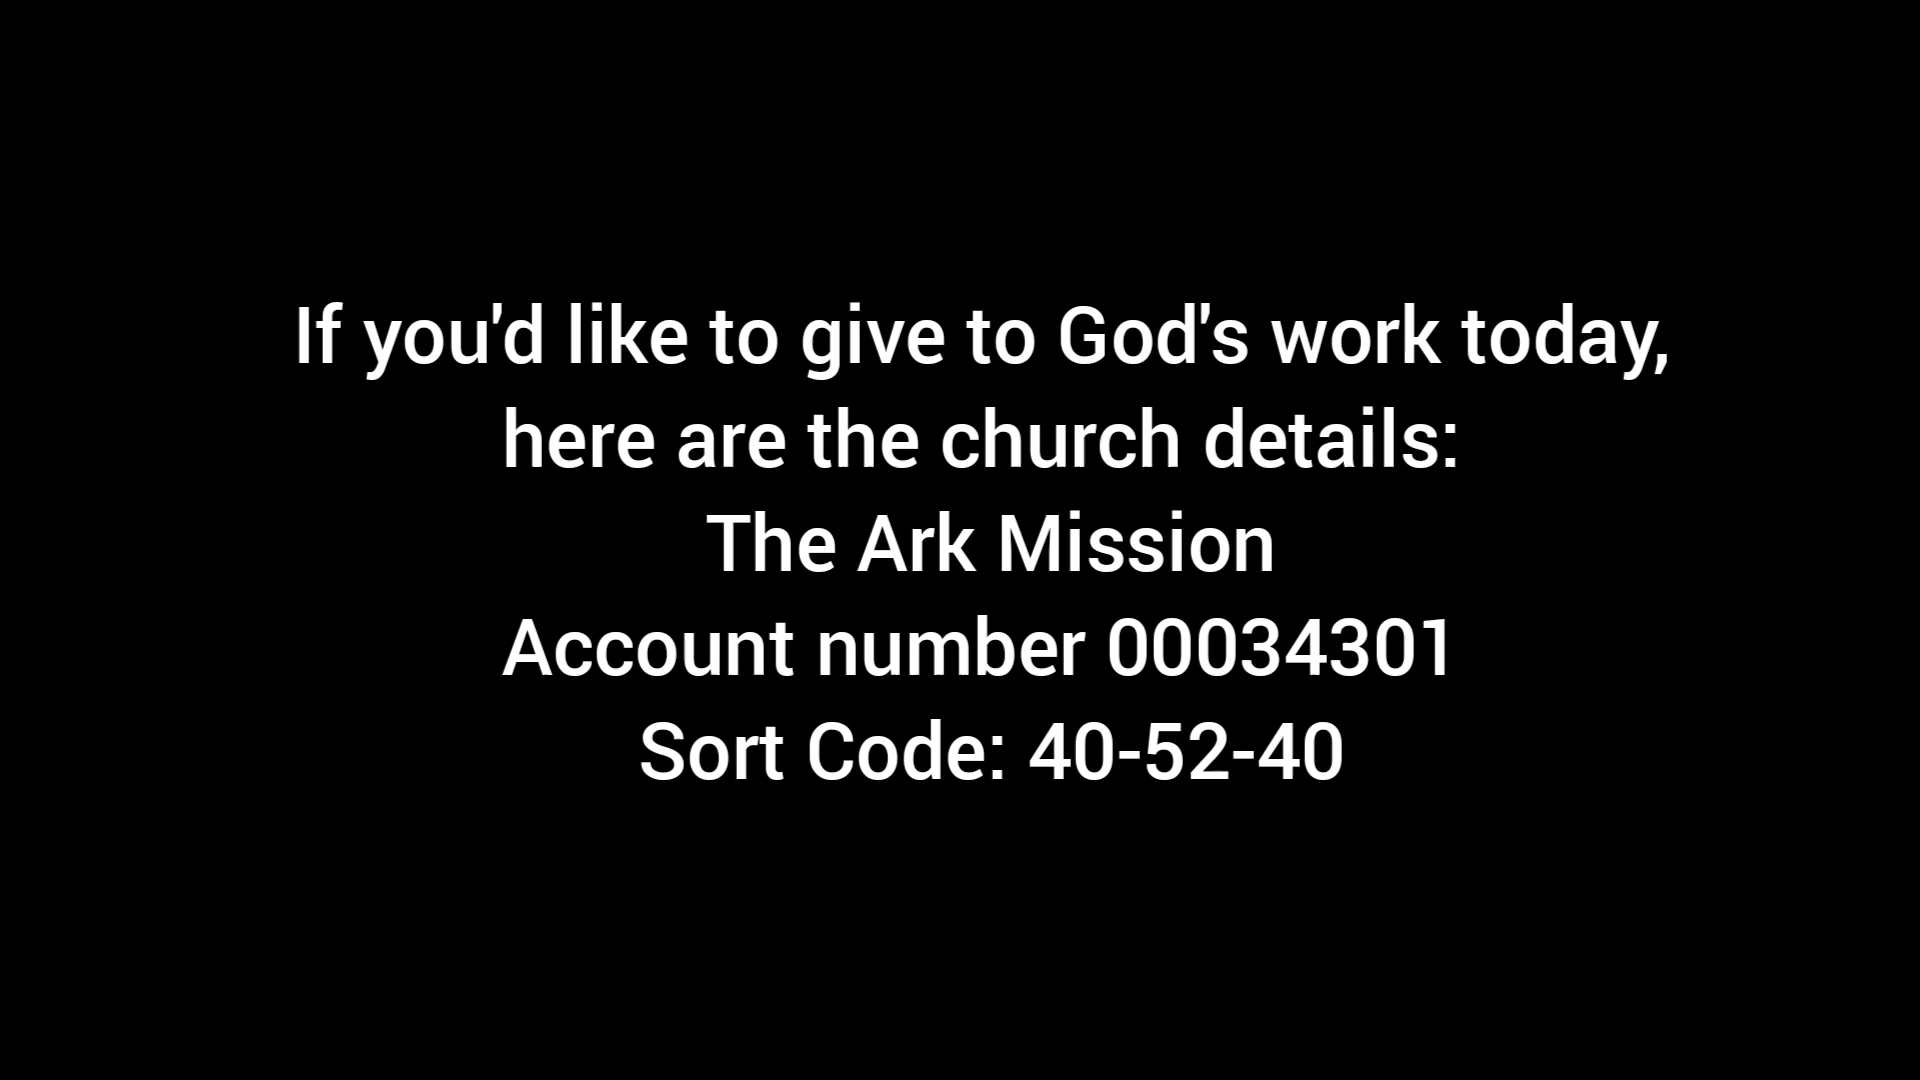 If you'd like to give to God's work today,
here are the church details:
The Ark Mission
Account number 00034301
Sort Code: 40-52-40